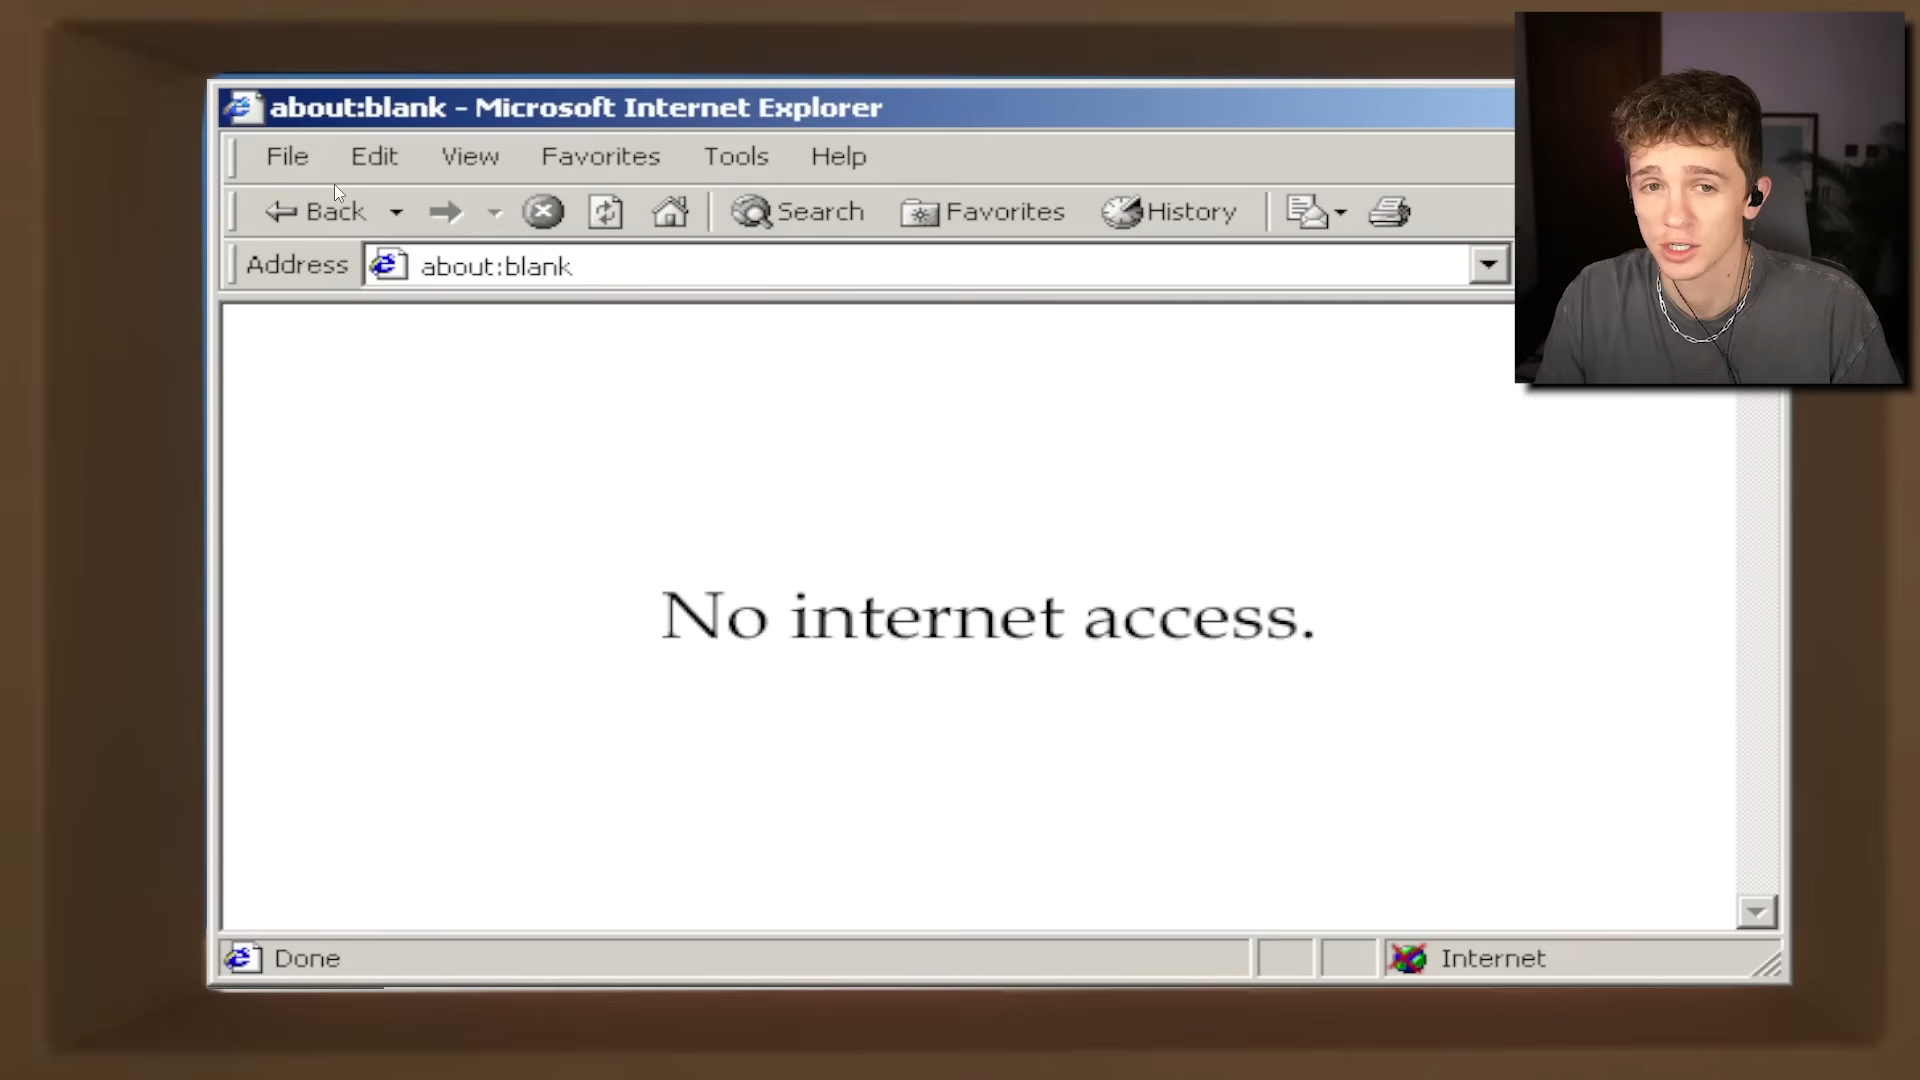 about:blank - Microsoft Internet Explorer
File Edit View Favorites Tools Help
Back Search Favorites History
Address about:blank
No internet access.
Done Internet